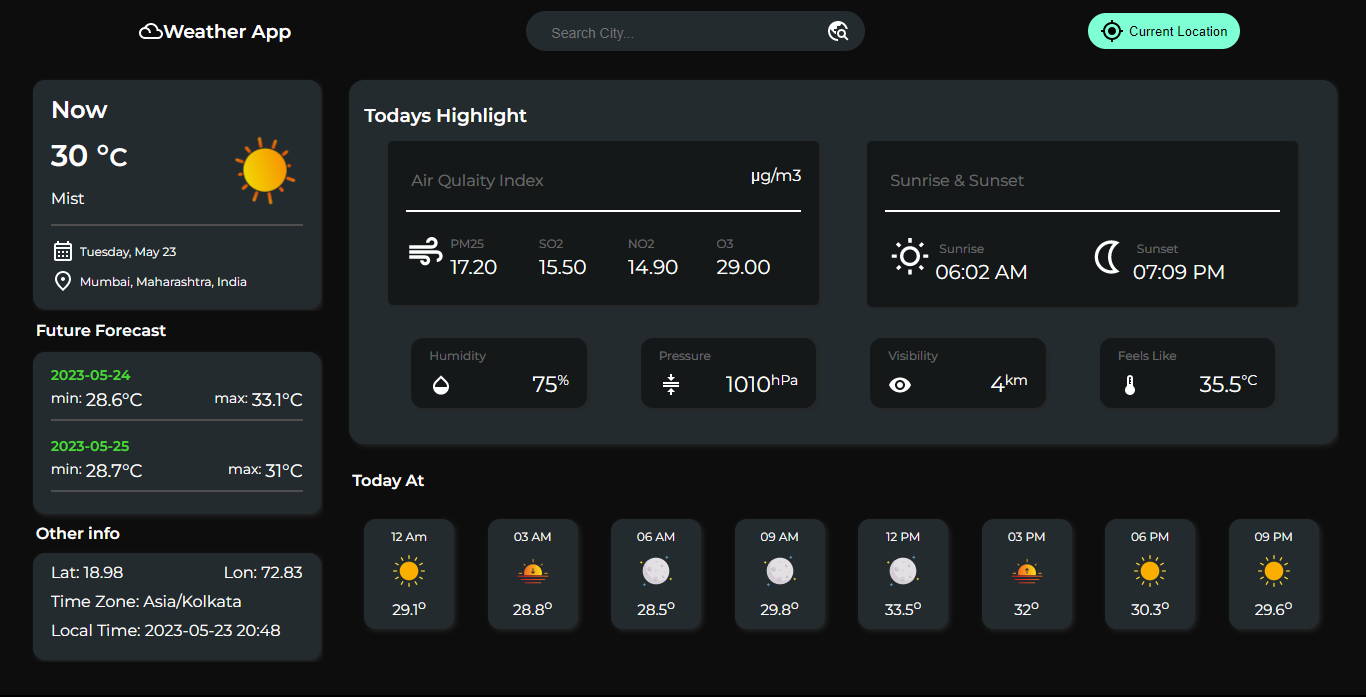 Weather App
Search City...
Current Location
Now
30 °C
Mist
Tuesday, May 23
Mumbai, Maharashtra, India
Future Forecast
2023-05-24
min: 28.6°C max: 33.1°C
2023-05-25
min: 28.7°C max: 31°C
Other info
Lat: 18.98 Lon: 72.83
Time Zone: Asia/Kolkata
Local Time: 2023-05-23 20:48
Todays Highlight
Air Qulaity Index μg/m3
PM25 SO2 NO2 O3
17.20 15.50 14.90 29.00
Sunrise & Sunset
Sunrise Sunset
06:02 AM 07:09 PM
Humidity
75%
Pressure
1010hPa
Visibility
4km
Feels Like
35.5°C
Today At
12 Am 03 AM 06 AM 09 AM 12 PM 03 PM 06 PM 09 PM
29.1° 28.8° 28.5° 29.8° 33.5° 32° 30.3° 29.6°